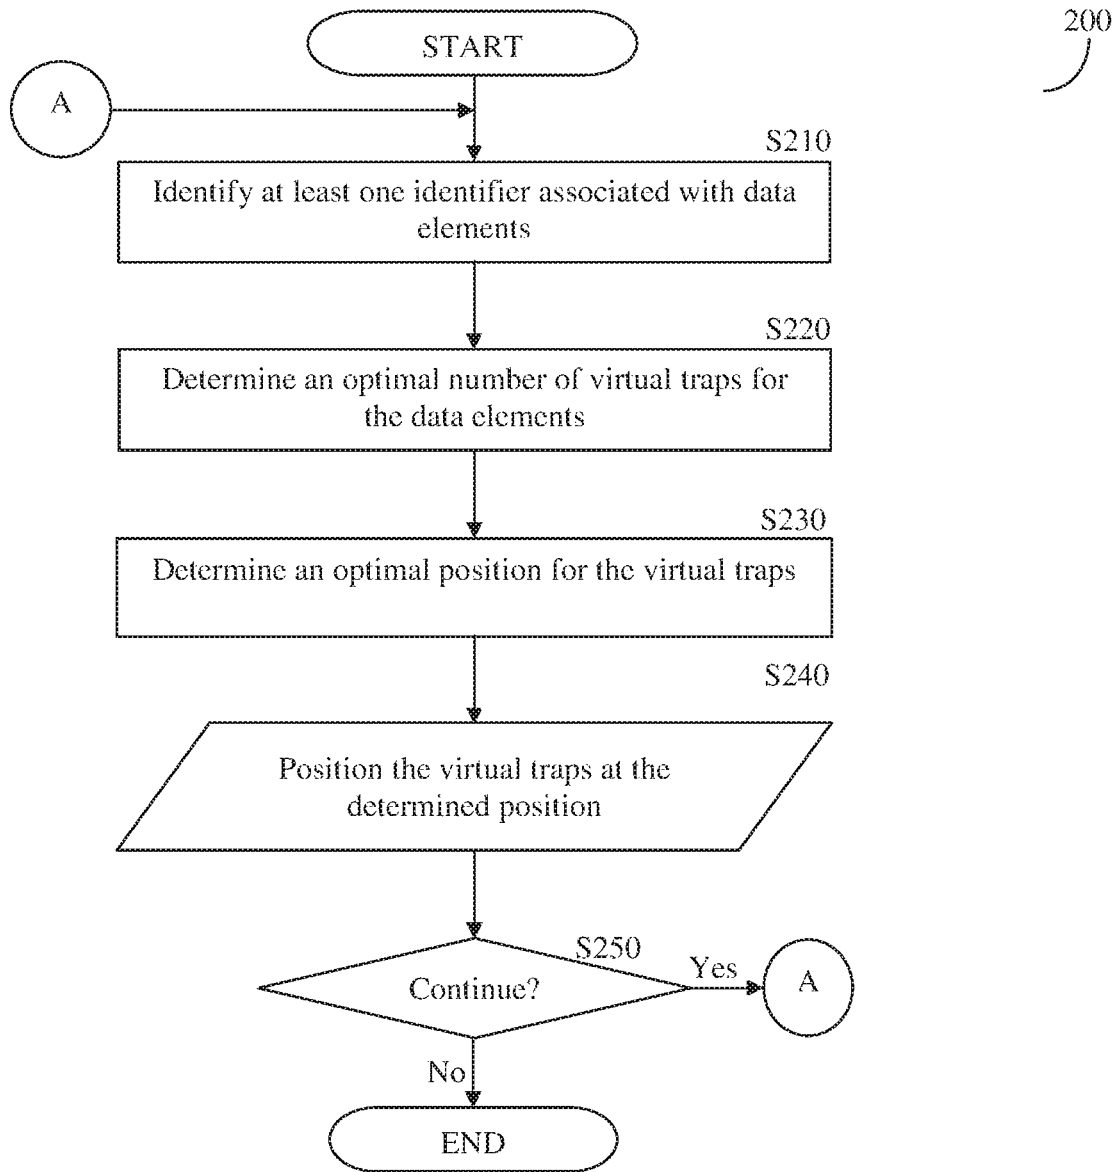 200
START
A
S210
Identify at least one identifier associated with data
elements
S220
Determine an optimal number of virtual traps for
the data elements
S230
Determine an optimal position for the virtual traps
S240
Position the virtual traps at the
determined position
S250
Continue?
Yes
A
No
END